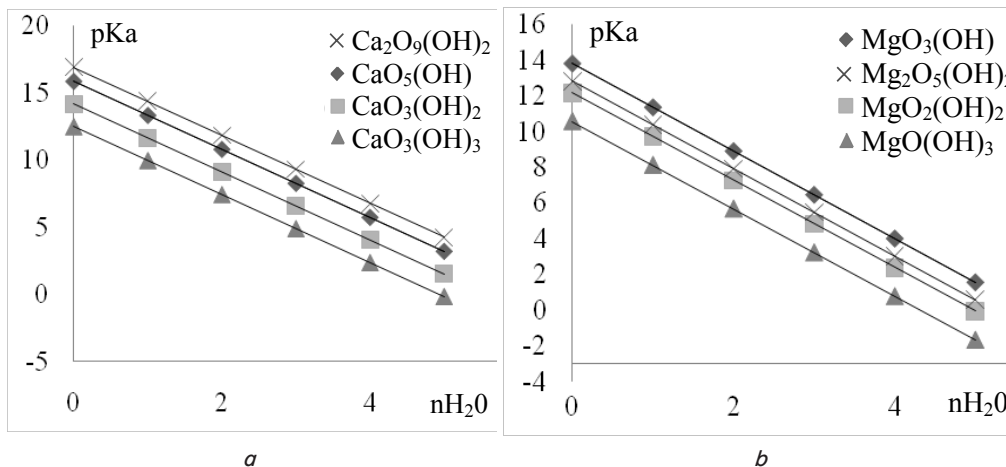 20
15
10
5
0
-5
pKa
Ca₂O₉(OH)₂
CaO₅(OH)
CaO₃(OH)₂
CaO₃(OH)₃
0 2 4 nH₂0
a
16
14
12
10
8
6
4
2
0
-2
-4
pKa
MgO₃(OH)
Mg₂O₅(OH)₂
MgO₂(OH)₂
MgO(OH)₃
0 2 4 nH₂0
b